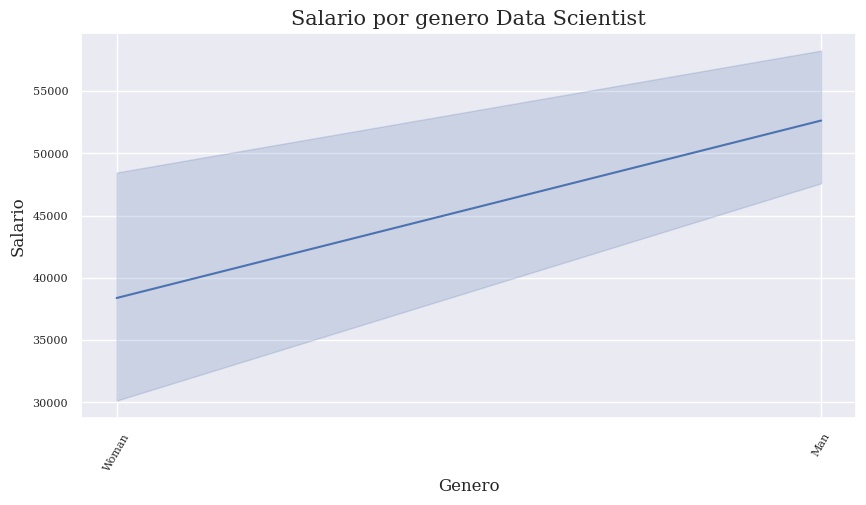 Salario por genero Data Scientist
55000
50000
45000
40000
35000
30000
Salario
Woman
Man
Genero